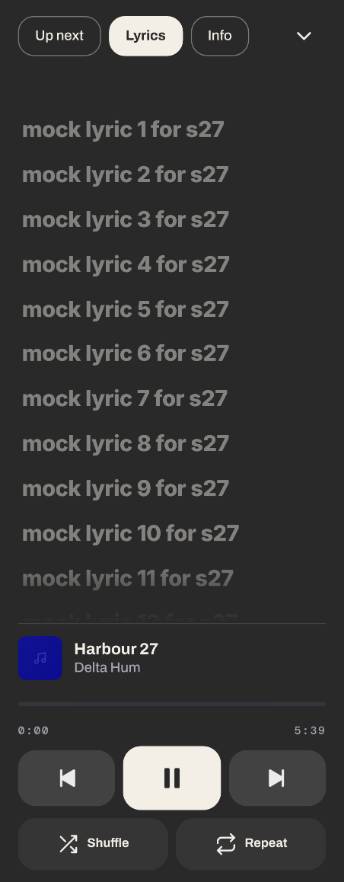 Up next Lyrics Info
mock lyric 1 for s27
mock lyric 2 for s27
mock lyric 3 for s27
mock lyric 4 for s27
mock lyric 5 for s27
mock lyric 6 for s27
mock lyric 7 for s27
mock lyric 8 for s27
mock lyric 9 for s27
mock lyric 10 for s27
mock lyric 11 for s27
Harbour 27
Delta Hum
0:00 5:39
Shuffle Repeat